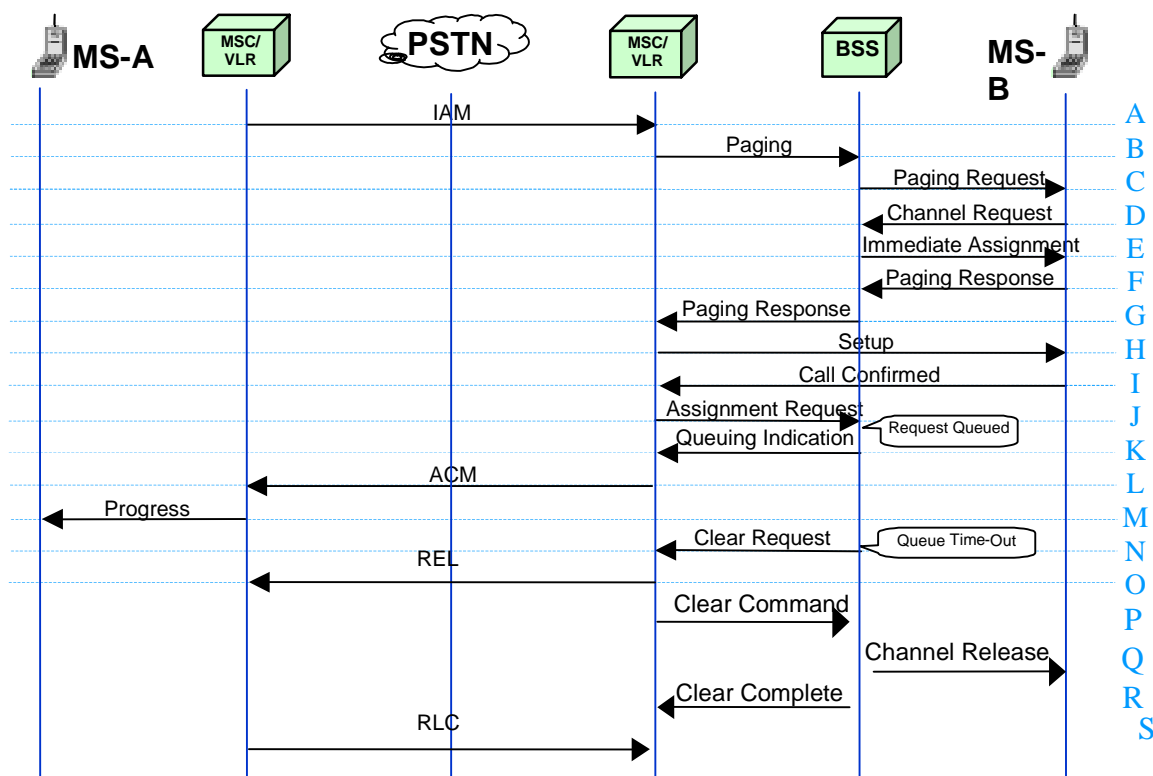 MS-A
MSC/
VLR
PSTN
MSC/
VLR
BSS
MS-
B
IAM
A
Paging
B
Paging Request
C
Channel Request
D
Immediate Assignment
E
Paging Response
F
Paging Response
G
Setup
H
Call Confirmed
I
Assignment Request
J
Request Queued
Queuing Indication
K
ACM
L
Progress
M
Clear Request
Queue Time-Out
N
REL
O
Clear Command
P
Channel Release
Q
Clear Complete
R
RLC
S